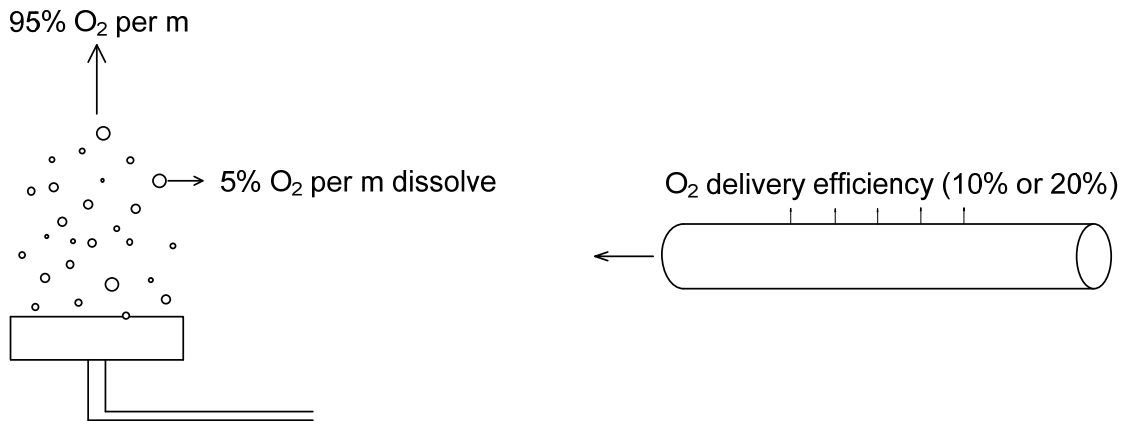 95% O₂ per m
5% O₂ per m dissolve
O₂ delivery efficiency (10% or 20%)